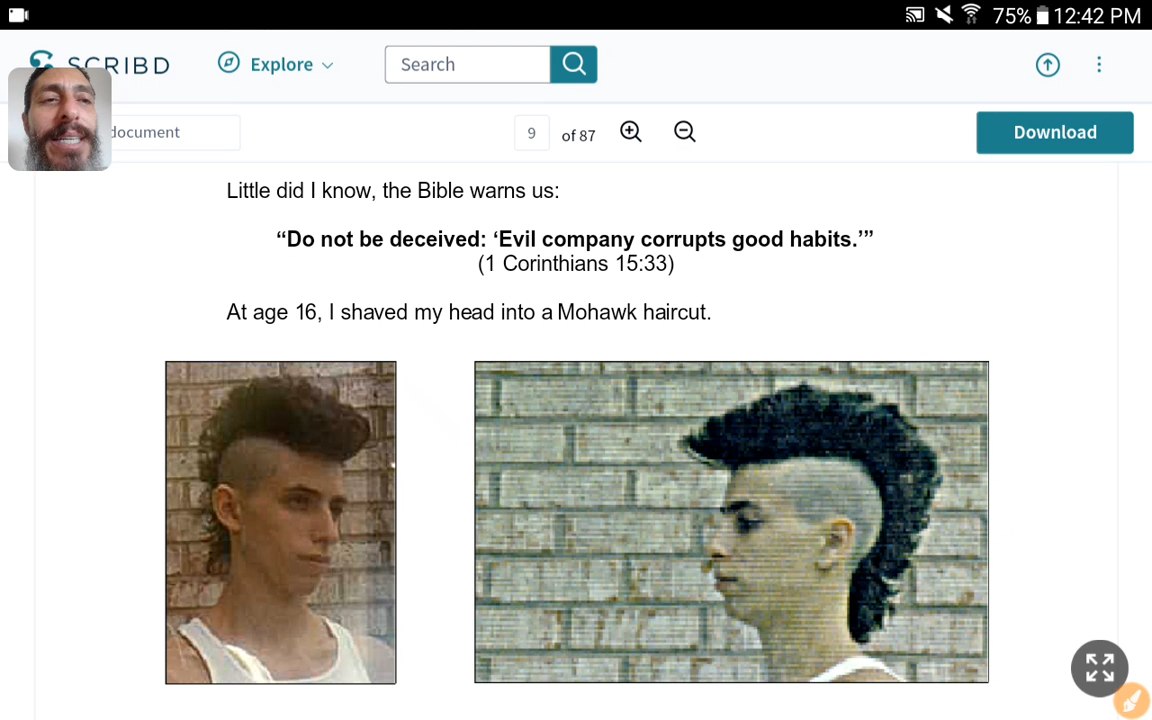 75% 12:42 PM
SCRIBD Explore Search
document 9 of 87 Download
Little did I know, the Bible warns us:
“Do not be deceived: ‘Evil company corrupts good habits.’”
(1 Corinthians 15:33)
At age 16, I shaved my head into a Mohawk haircut.